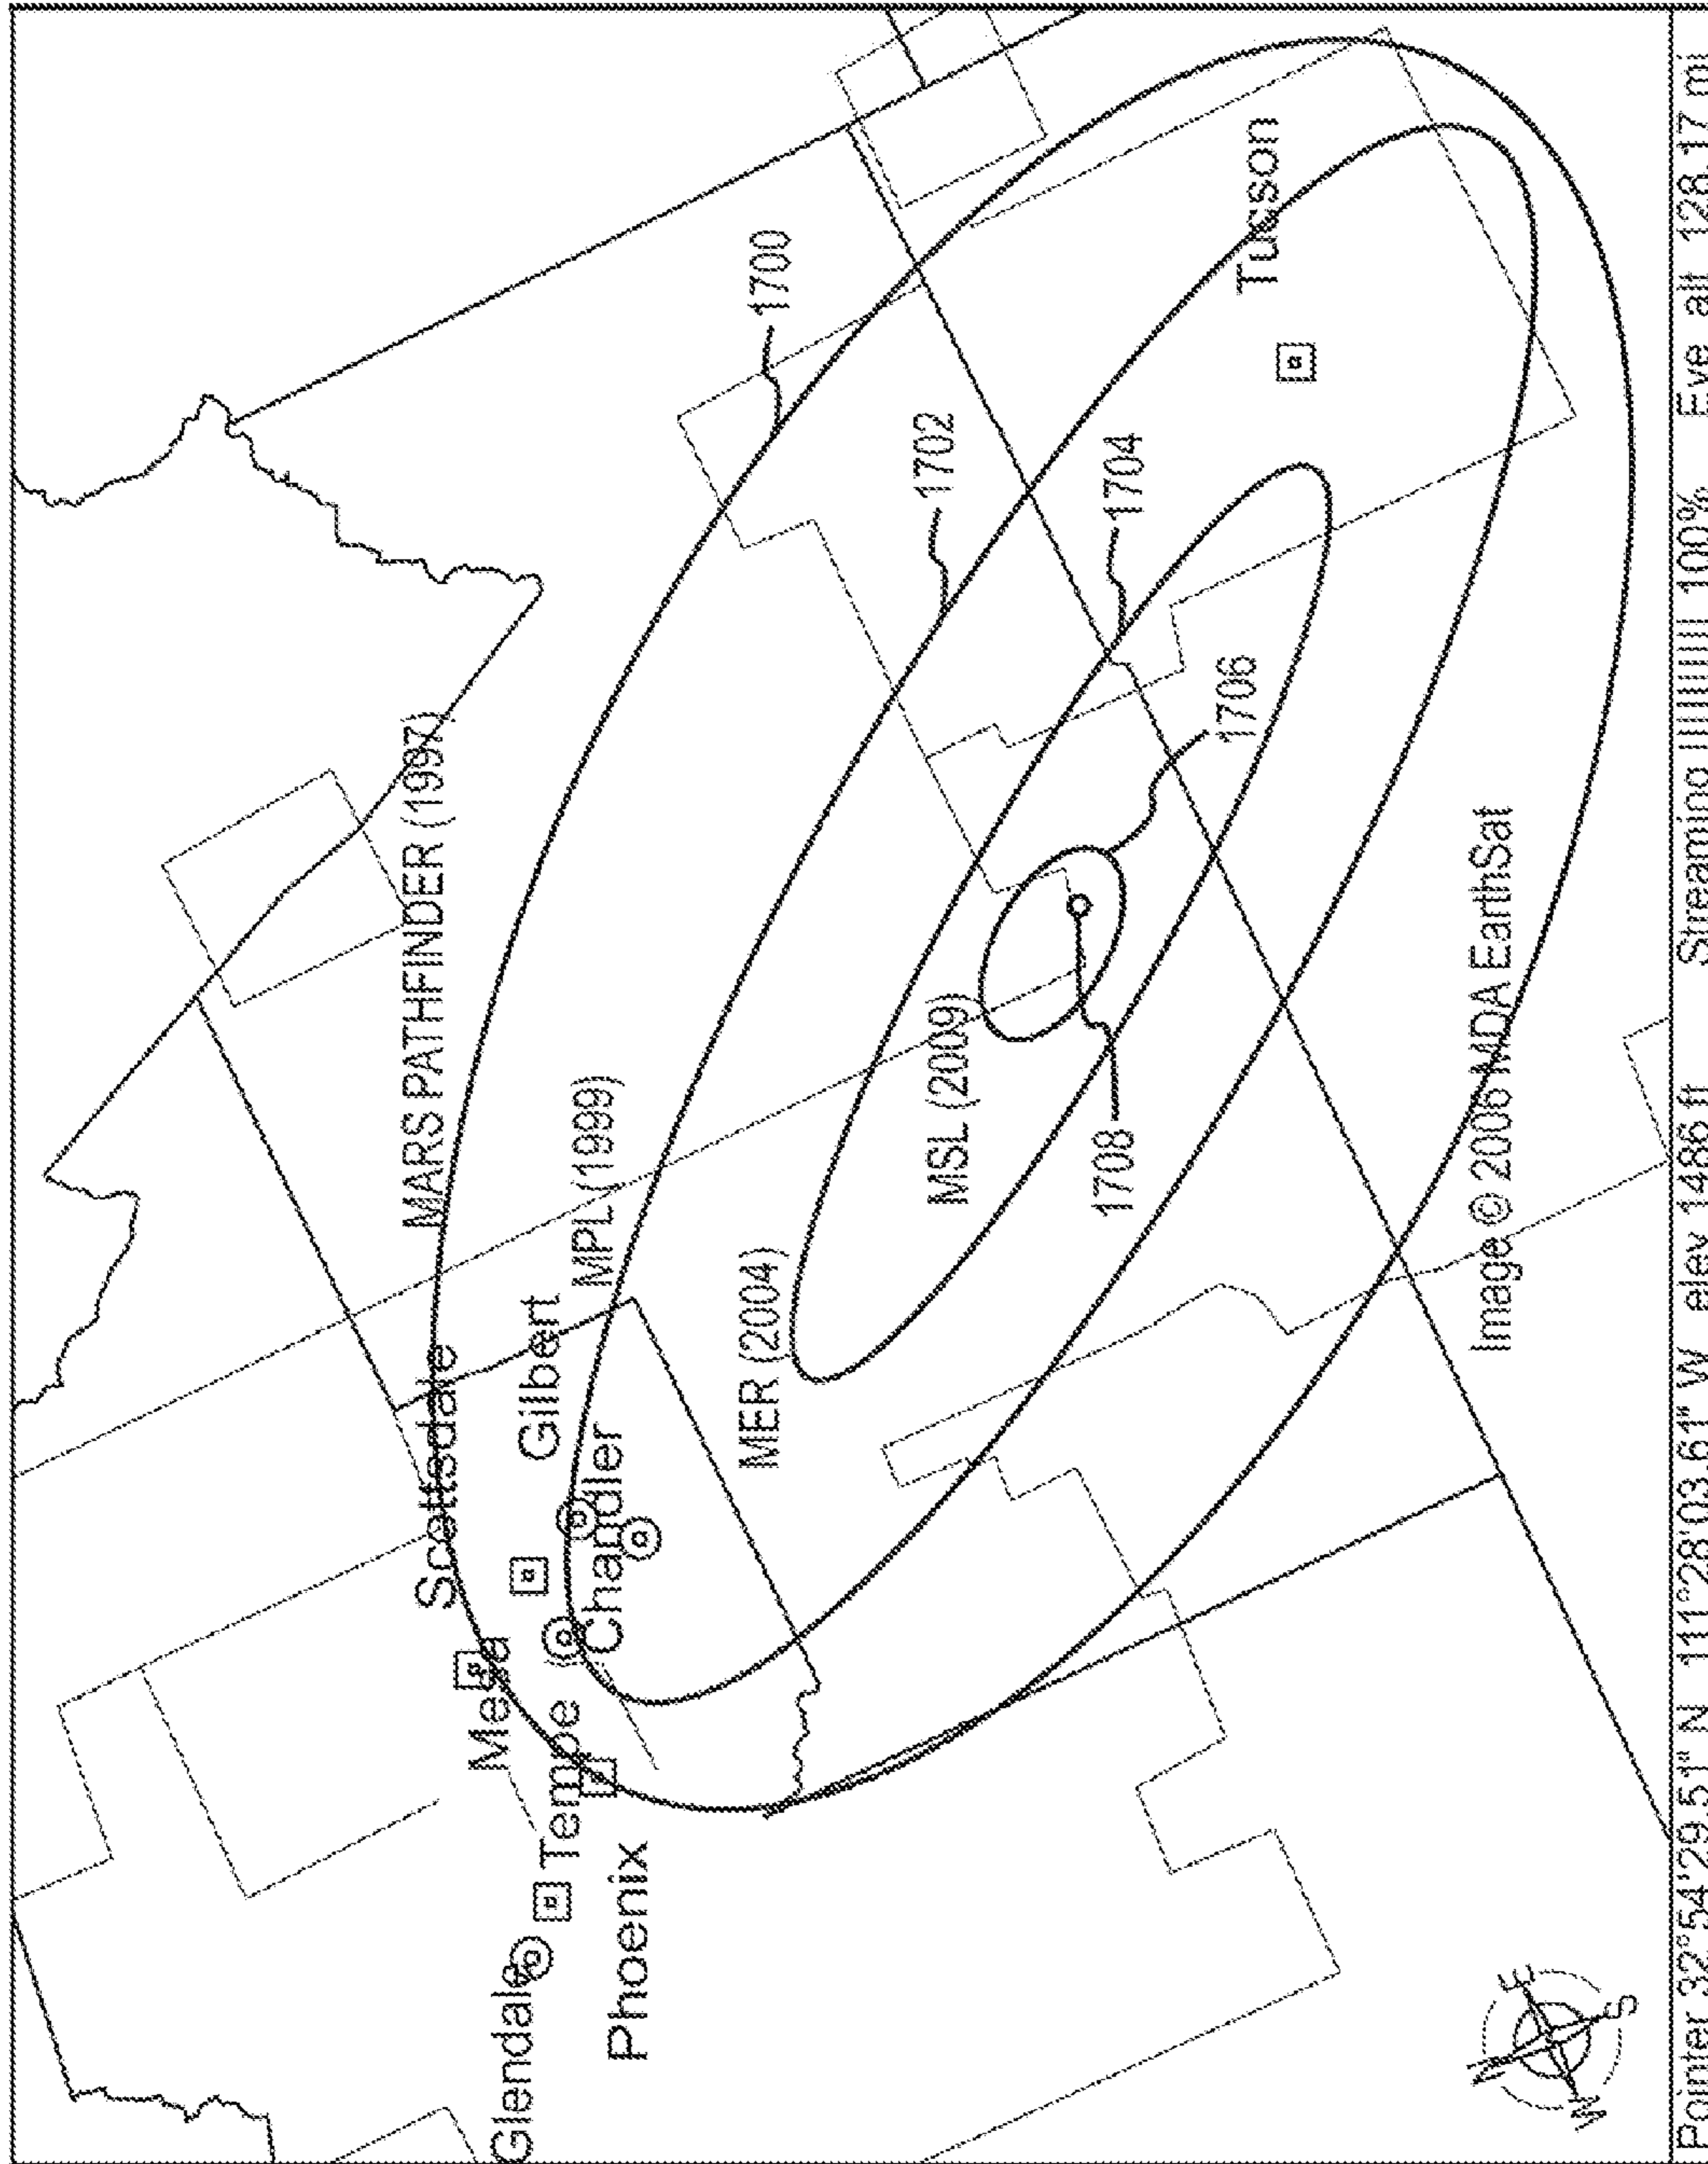 Glendale
Phoenix
Tempe
Mesa
Scottsdale
Chandler
Gilbert
MARS PATHFINDER (1997)
MPL (1999)
MER (2004)
MSL (2009)
1700
1702
1704
1706
1708
Tucson
Image © 2006 MDA EarthSat
N
E
S
W
Pointer 32°54'29.51" N 111°28'03.61" W elev 1486 ft Streaming |||||||||| 100% Eye alt 128.17 mi